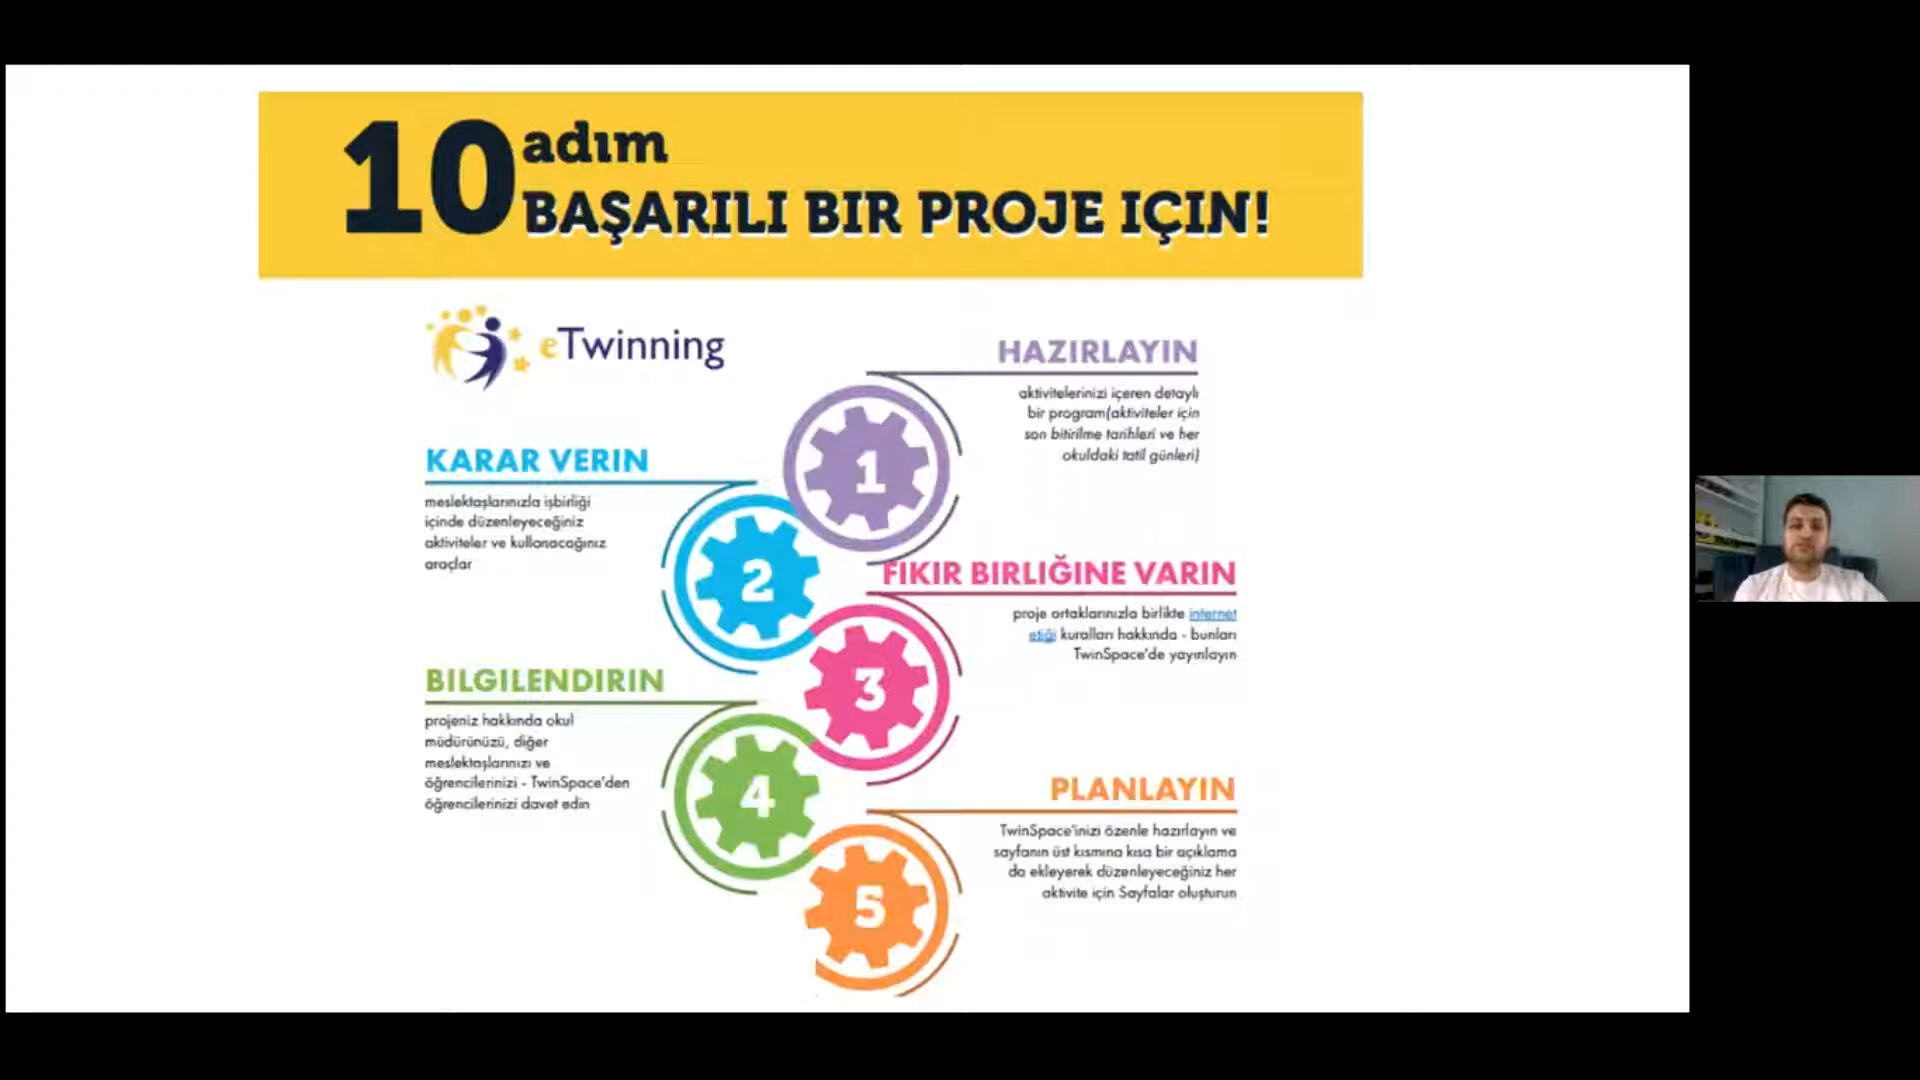 10 adım
BAŞARILI BIR PROJE IÇIN!
eTwinning
HAZIRLAYIN
aktivitelerinizi içeren detaylı
bir program(aktiviteler için
son bitirilme tarihleri ve her
okuldaki tatil günleri)
1
KARAR VERIN
meslektaşlarınızla işbirliği
içinde düzenleyeceğiniz
aktiviteler ve kullanacağınız
araçlar
2
FIKIR BIRLIĞINE VARIN
proje ortaklarınızla birlikte internet
etiği kuralları hakkında - bunları
TwinSpace'de yayınlayın
3
BILGILENDIRIN
projeniz hakkında okul
müdürünüzü, diğer
meslektaşlarınızı ve
öğrencilerinizi - TwinSpace'den
öğrencilerinizi davet edin
4
PLANLAYIN
TwinSpace'inizi özenle hazırlayın ve
sayfanın üst kısmına kısa bir açıklama
da ekleyerek düzenleyeceğiniz her
aktivite için Sayfalar oluşturun
5